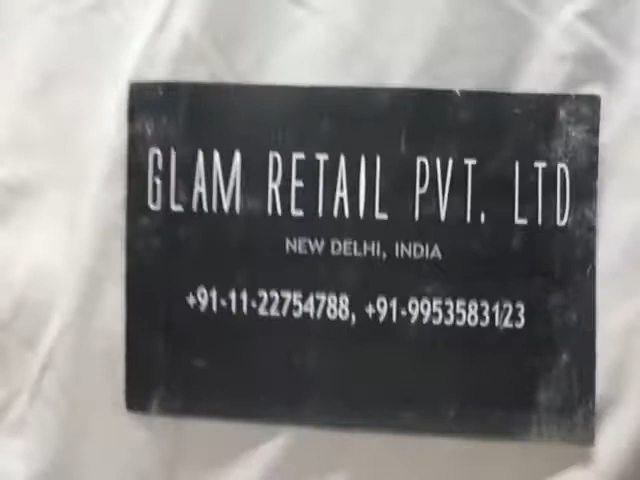 GLAM RETAIL PVT. LTD
NEW DELHI, INDIA
+91-11-22754788, +91-9953583123